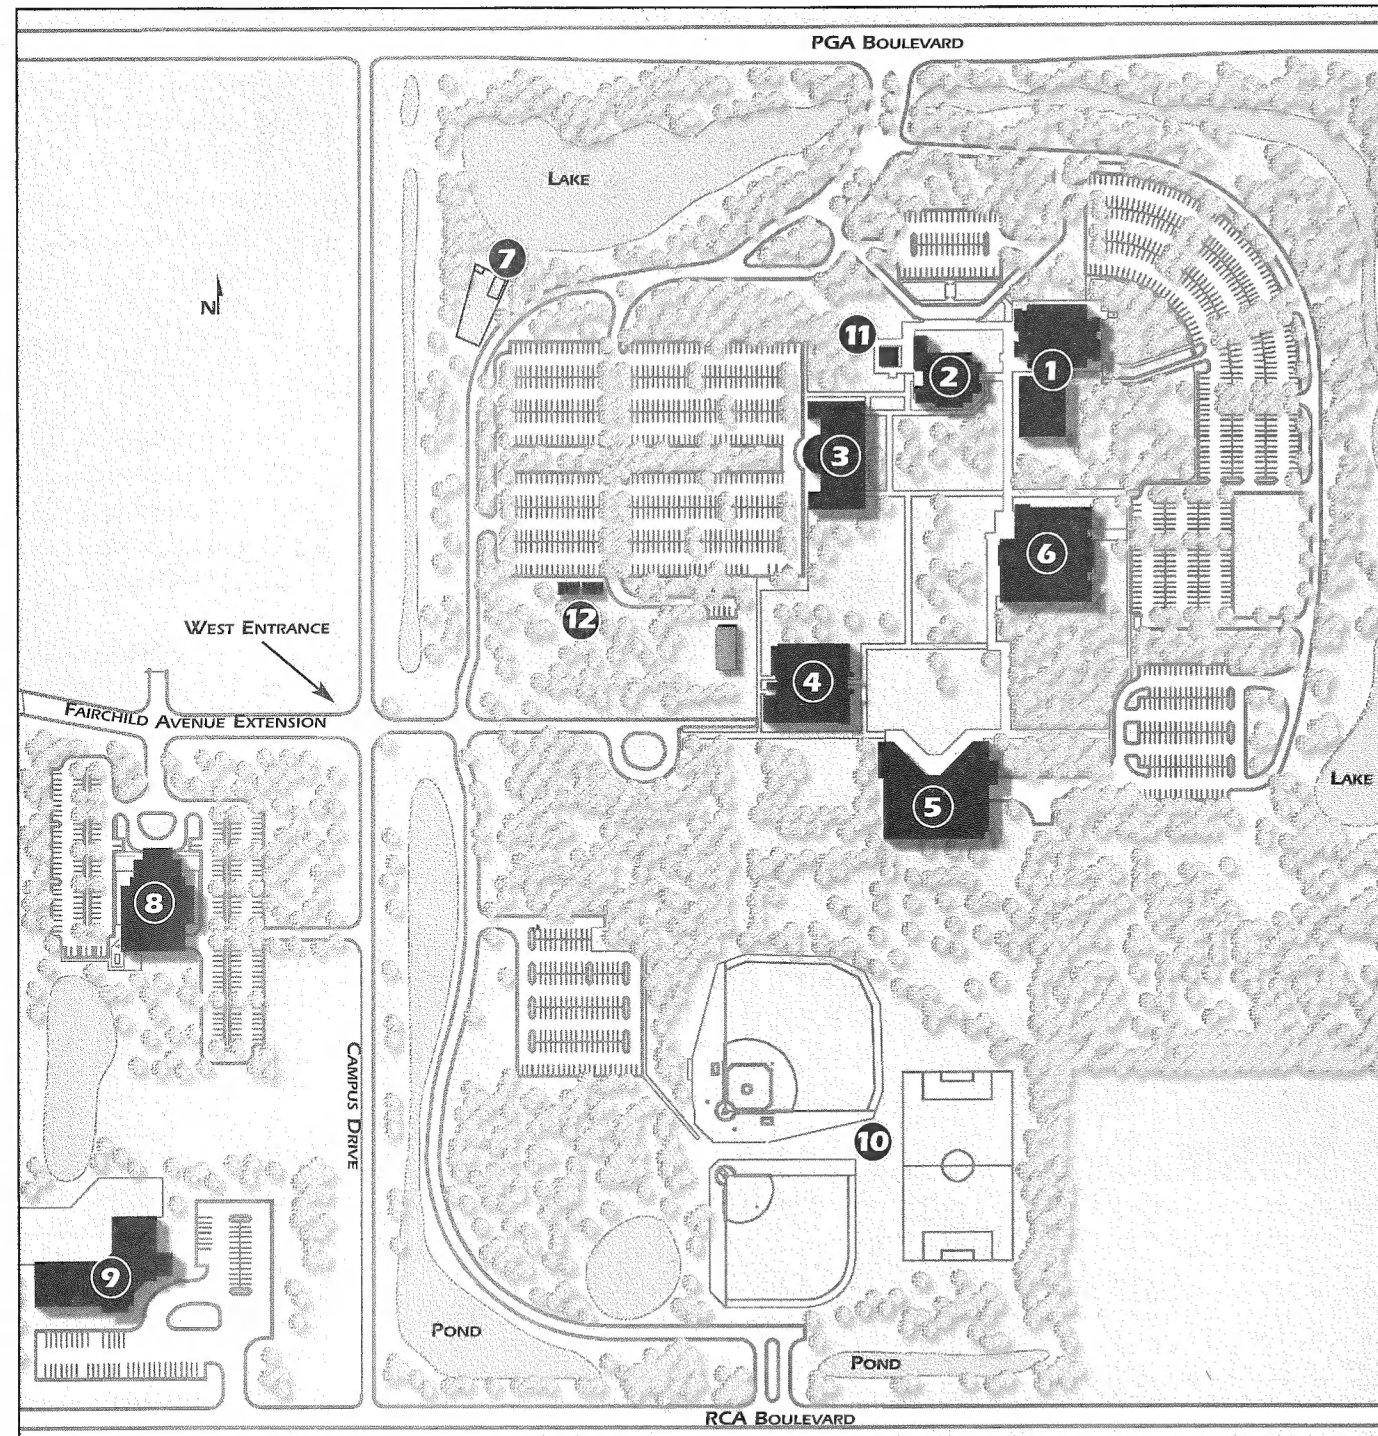 PGA BOULEVARD
LAKE
7
N
11
2
1
3
6
12
WEST ENTRANCE
4
FAIRCHILD AVENUE EXTENSION
LAKE
5
8
CAMPUS DRIVE
10
9
POND
POND
RCA BOULEVARD